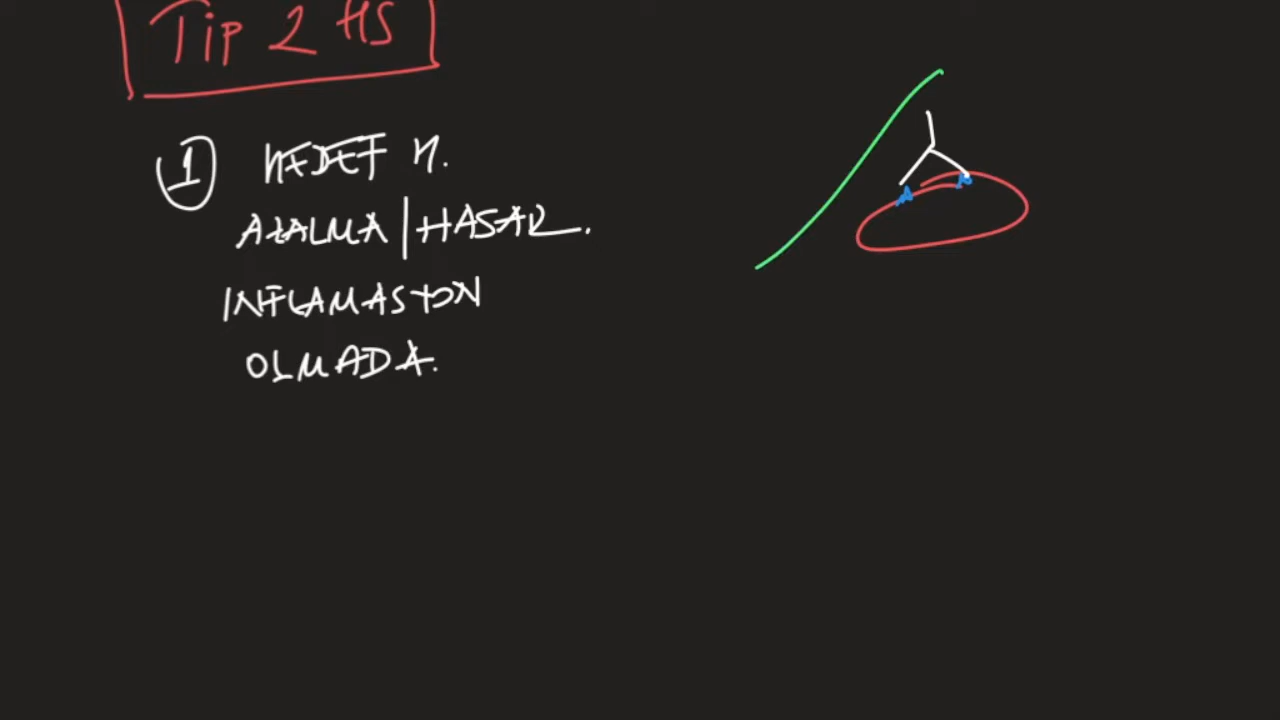 Tip 2 HS
1 HEDEF H.
AZALMA | HASAR.
INFLAMASYON
OLMADA.